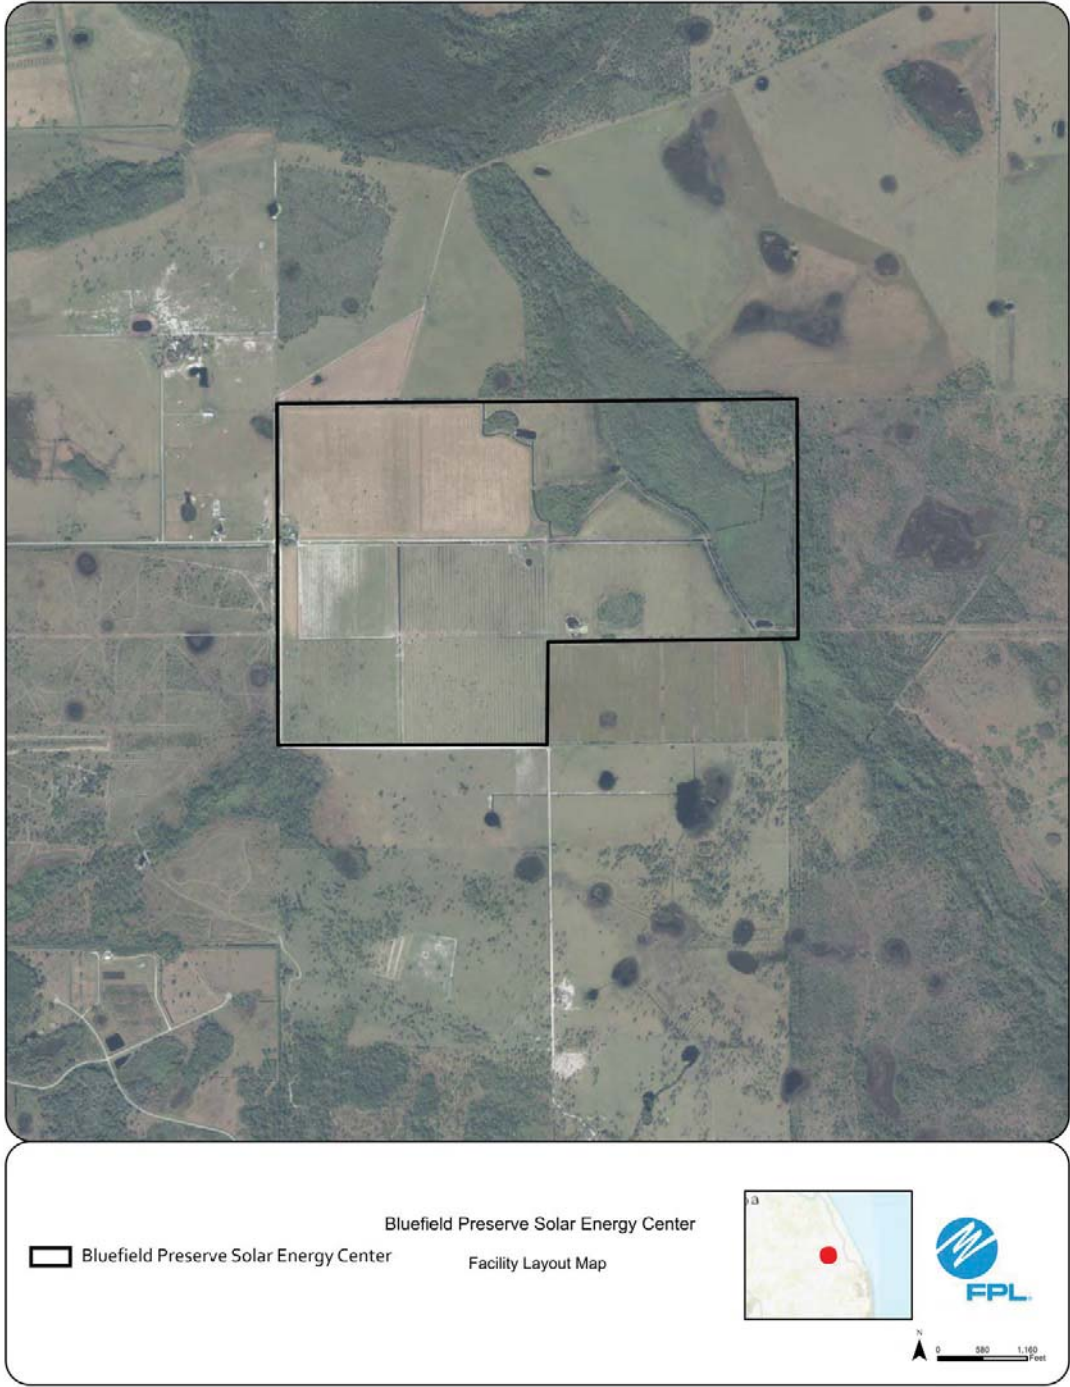 a
Bluefield Preserve Solar Energy Center
Bluefield Preserve Solar Energy Center
Facility Layout Map
FPL
N
0 580 1,160
Feet